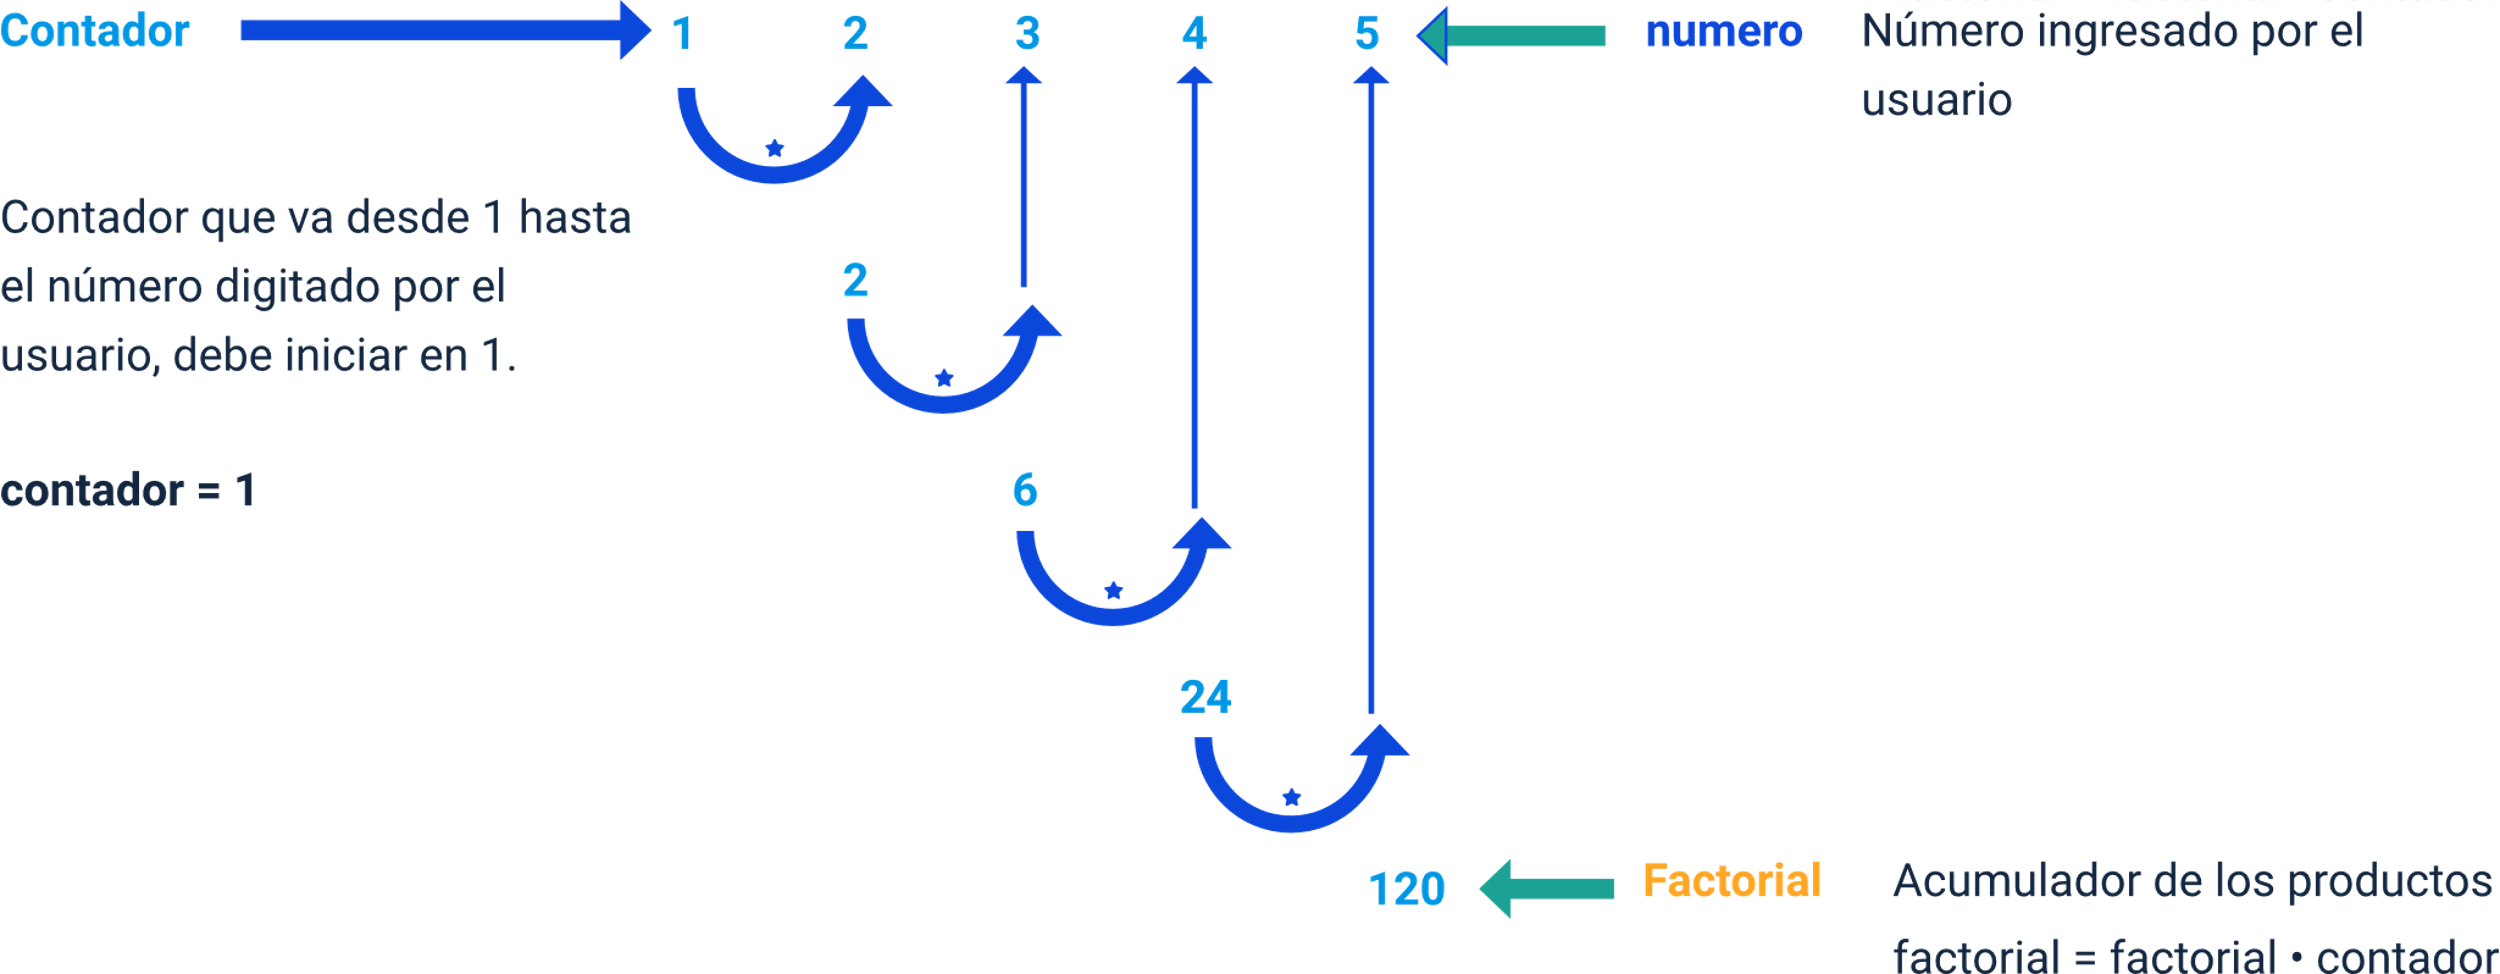 Contador 1 2 3 4 5 numero Número ingresado por el
usuario
Contador que va desde 1 hasta
el número digitado por el
usuario, debe iniciar en 1.
contador = 1
2
6
24
120 Factorial Acumulador de los productos
factorial = factorial • contador